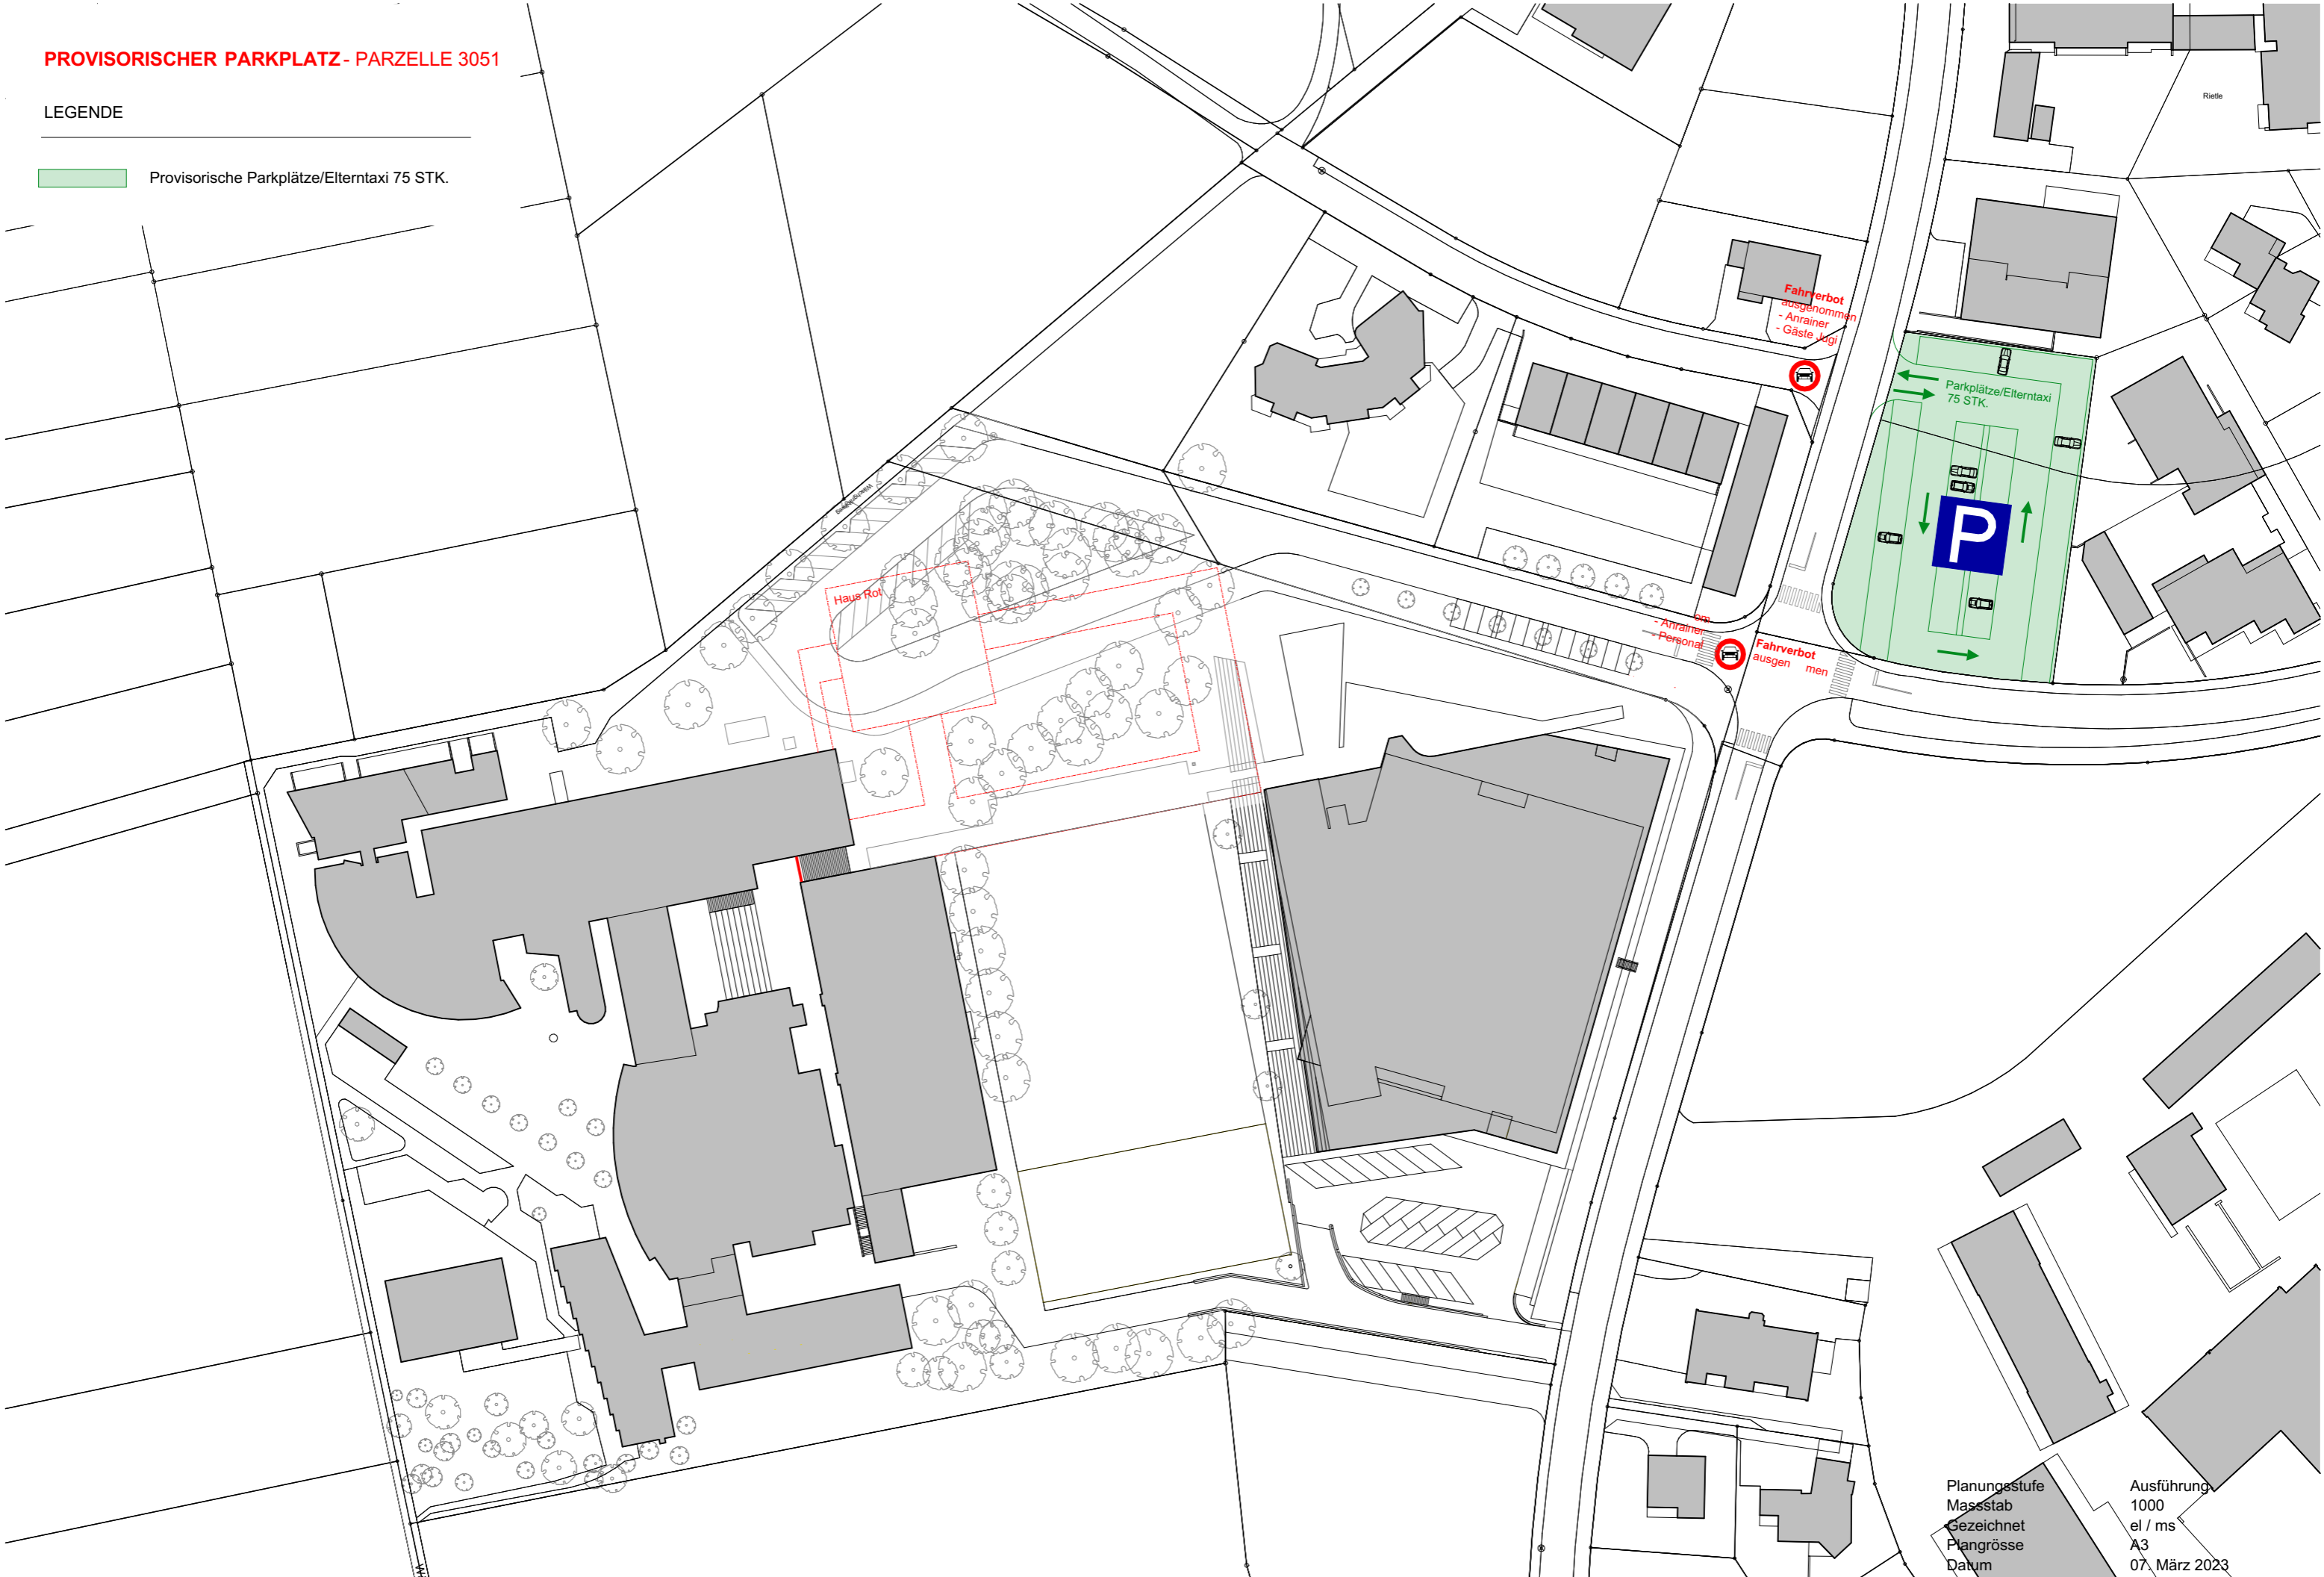 PROVISORISCHER PARKPLATZ - PARZELLE 3051
LEGENDE
Provisorische Parkplätze/Elterntaxi 75 STK.
Rietle
Fahrverbot
ausgenommen
- Anrainer
- Gäste Jugi
Parkplätze/Elterntaxi
75 STK.
P
Haus Rot
om
- Anrainer
- Personal
Fahrverbot
ausgen men
Planungsstufe Ausführung
Massstab 1000
Gezeichnet el / ms
Plangrösse A3
Datum 07. März 2023